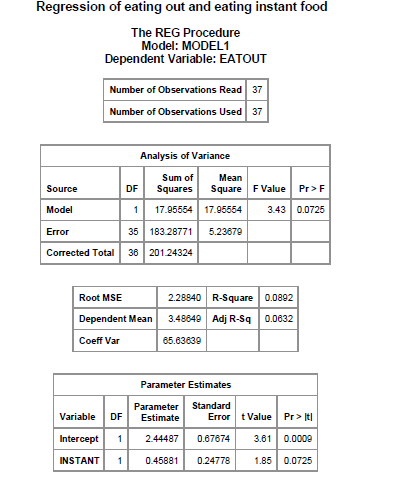 Regression of eating out and eating instant food
The REG Procedure
Model: MODEL1
Dependent Variable: EATOUT
Number of Observations Read 37
Number of Observations Used 37
Analysis of Variance
Source DF Sum of Squares Mean Square F Value Pr > F
Model 1 17.95554 17.95554 3.43 0.0725
Error 35 183.28771 5.23679
Corrected Total 36 201.24324
Root MSE 2.28840 R-Square 0.0892
Dependent Mean 3.48649 Adj R-Sq 0.0632
Coeff Var 65.63639
Parameter Estimates
Variable DF Parameter Estimate Standard Error t Value Pr > |t|
Intercept 1 2.44487 0.67674 3.61 0.0009
INSTANT 1 0.45881 0.24778 1.85 0.0725